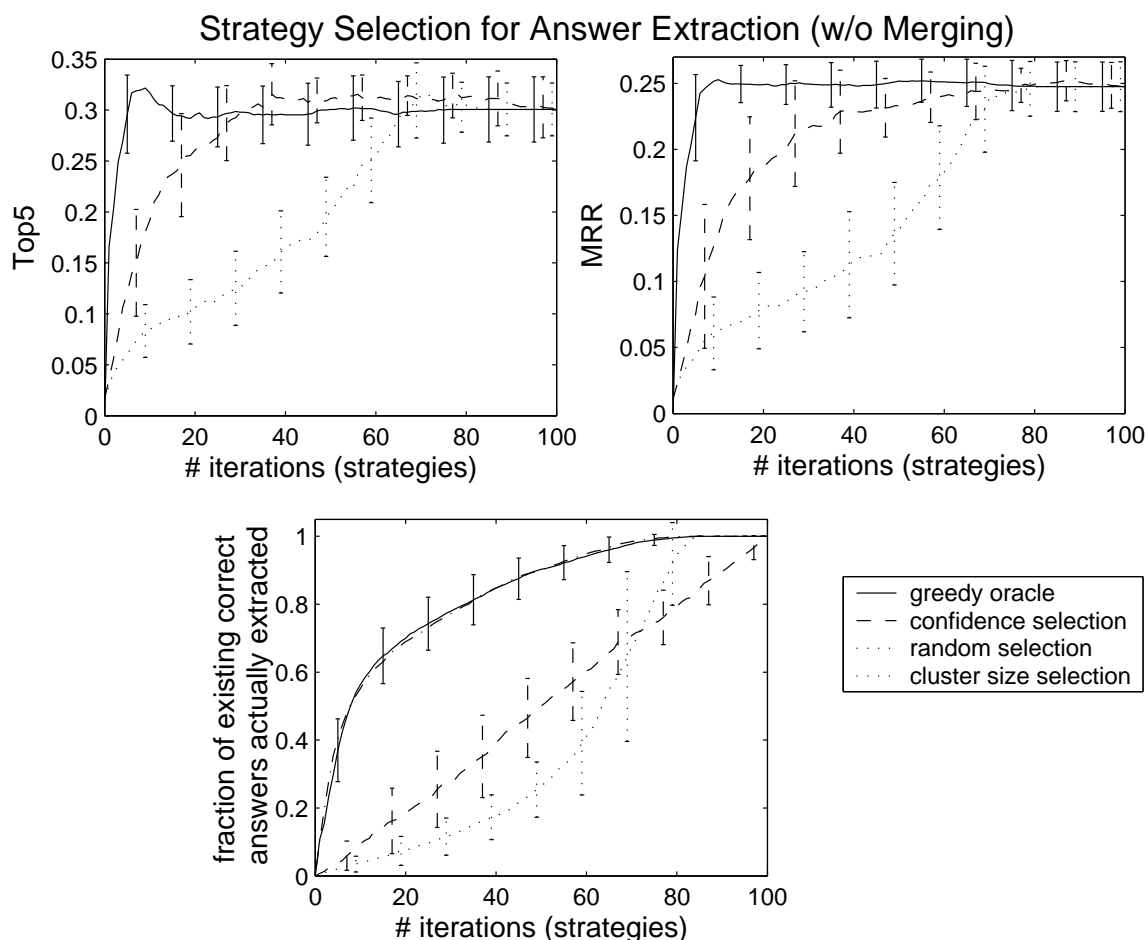 Strategy Selection for Answer Extraction (w/o Merging)
0.35
0.3
0.25
0.2
0.15
0.1
0.05
0
Top5
0 20 40 60 80 100
# iterations (strategies)
0.25
0.2
0.15
0.1
0.05
0
MRR
0 20 40 60 80 100
# iterations (strategies)
1
0.8
0.6
0.4
0.2
0
fraction of existing correct
answers actually extracted
0 20 40 60 80 100
# iterations (strategies)
greedy oracle
confidence selection
random selection
cluster size selection